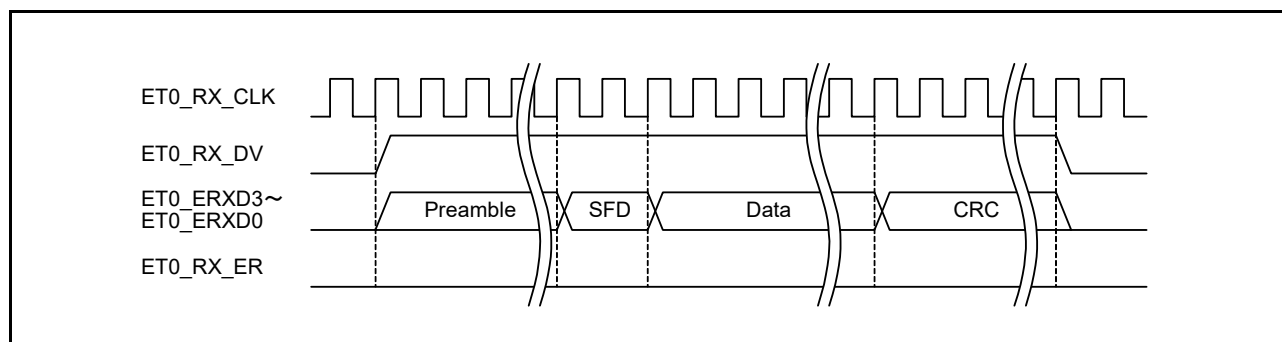 ET0_RX_CLK
ET0_RX_DV
ET0_ERXD3～
ET0_ERXD0
Preamble
SFD
Data
CRC
ET0_RX_ER